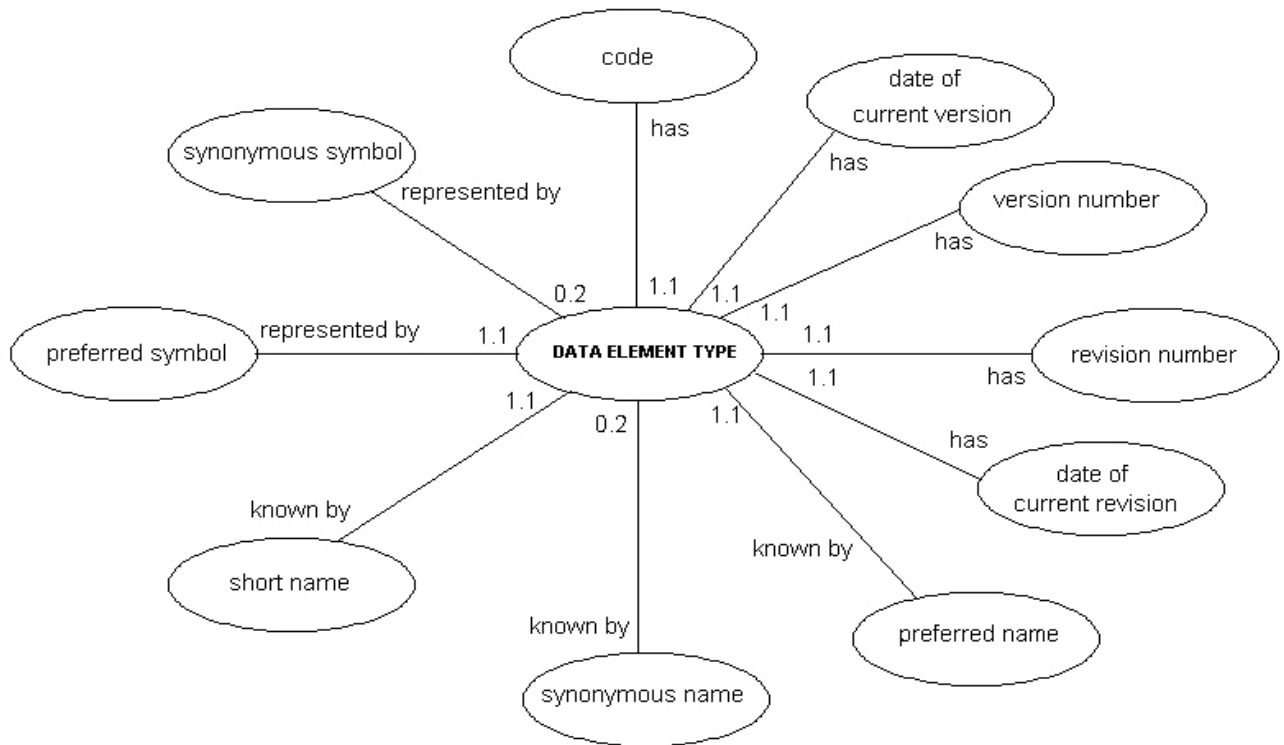 code
date of
current version
has
has
synonymous symbol
represented by
version number
has
0.2
1.1
1.1
1.1
represented by
1.1
1.1
preferred symbol
DATA ELEMENT TYPE
revision number
has
1.1
1.1
0.2
1.1
has
date of
current revision
known by
known by
short name
known by
preferred name
synonymous name